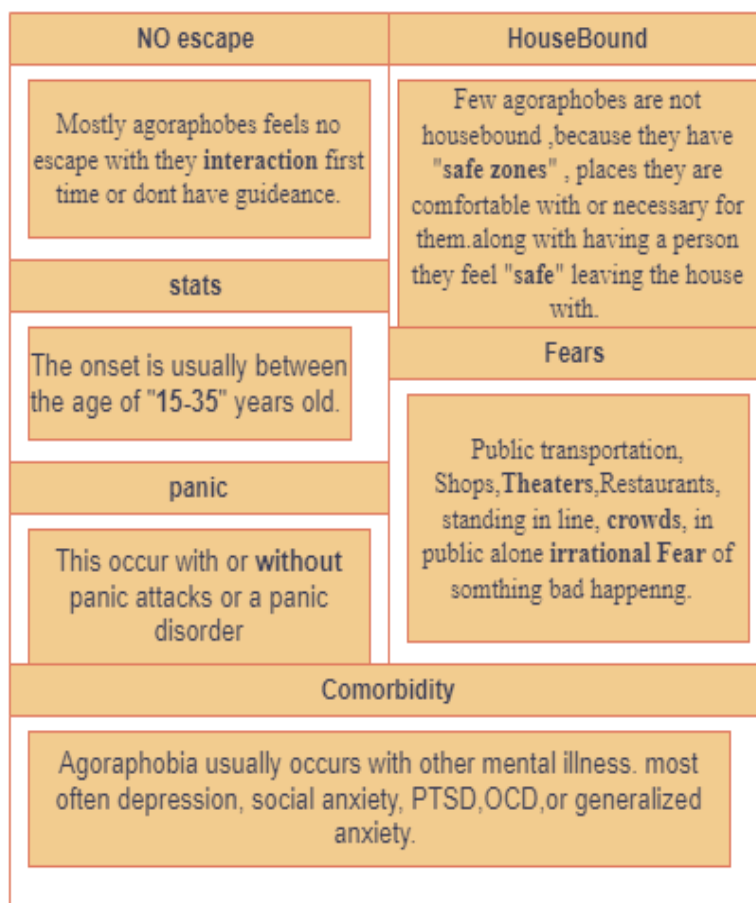 NO escape
Mostly agoraphobes feels no
escape with they interaction first
time or dont have guideance.
stats
The onset is usually between
the age of "15-35" years old.
panic
This occur with or without
panic attacks or a panic
disorder
HouseBound
Few agoraphobes are not
housebound ,because they have
"safe zones" , places they are
comfortable with or necessary for
them.along with having a person
they feel "safe" leaving the house
with.
Fears
Public transportation,
Shops,Theaters,Restaurants,
standing in line, crowds, in
public alone irrational Fear of
somthing bad happenng.
Comorbidity
Agoraphobia usually occurs with other mental illness. most
often depression, social anxiety, PTSD,OCD,or generalized
anxiety.